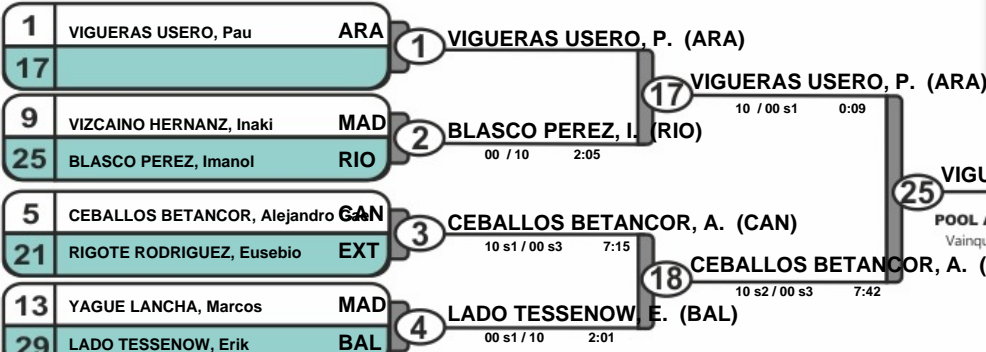 1 VIGUERAS USERO, Pau ARA
17
1 VIGUERAS USERO, P. (ARA)
17 VIGUERAS USERO, P. (ARA)
10 / 00 s1 0:09
9 VIZCAINO HERNANZ, Inaki MAD
25 BLASCO PEREZ, Imanol RIO
2 BLASCO PEREZ, I. (RIO)
00 / 10 2:05
25 VIGU
POOL
Vainqu
5 CEBALLOS BETANCOR, Alejandro Gael CAN
21 RIGOTE RODRIGUEZ, Eusebio EXT
3 CEBALLOS BETANCOR, A. (CAN)
10 s1 / 00 s3 7:15
18 CEBALLOS BETANCOR, A. (
10 s2 / 00 s3 7:42
13 YAGUE LANCHA, Marcos MAD
29 LADO TESSENOW, Erik BAL
4 LADO TESSENOW, E. (BAL)
00 s1 / 10 2:01